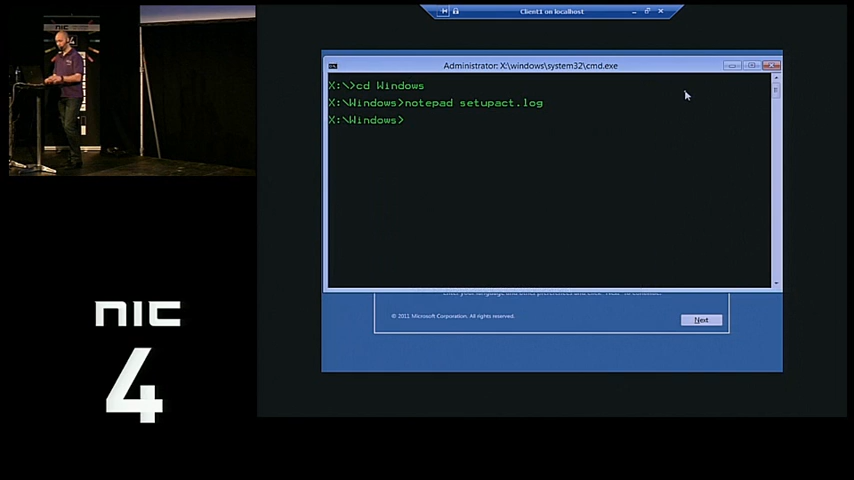 nic
Client1 on localhost
Administrator: X:\windows\system32\cmd.exe
X:\>cd Windows
X:\Windows>notepad setupact.log
X:\Windows>
© 2011 Microsoft Corporation. All rights reserved.
Next
nic
4